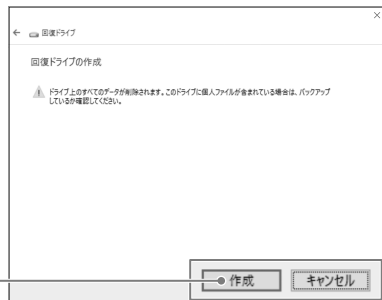 回復ドライブ
回復ドライブの作成
ドライブ上のすべてのデータが削除されます。このドライブに個人ファイルが含まれている場合は、バックアップ
しているか確認してください。
作成 キャンセル